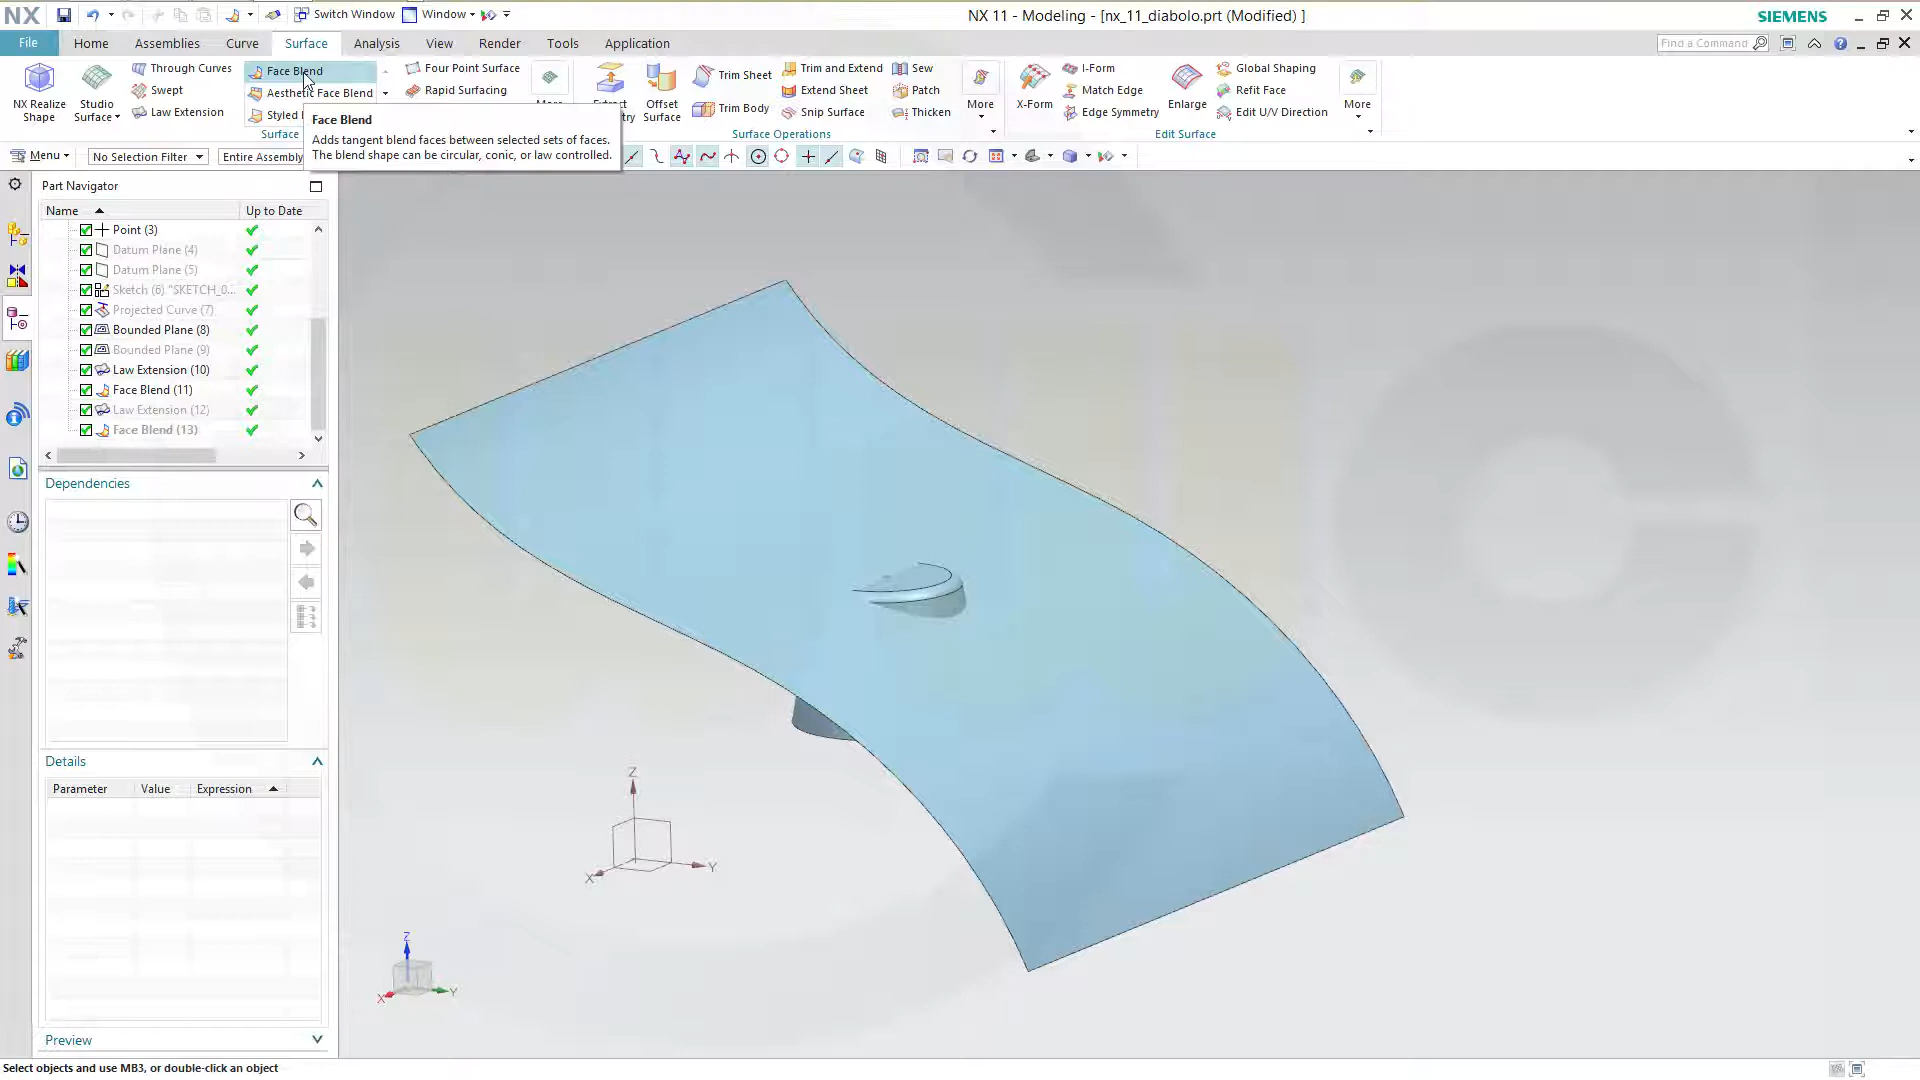 NX
Switch Window
Window
NX 11 - Modeling - [nx_11_diabolo.prt (Modified) ]
SIEMENS
File
Home
Assemblies
Curve
Surface
Analysis
View
Render
Tools
Application
Find a Command
NX Realize Shape
Studio Surface
Through Curves
Swept
Law Extension
Face Blend
Aesthetic Face Blend
Styled
Surface
Four Point Surface
Rapid Surfacing
Offset Surface
Trim Sheet
Trim Body
Trim and Extend
Extend Sheet
Snip Surface
Sew
Patch
Thicken
More
Surface Operations
X-Form
I-Form
Match Edge
Edge Symmetry
Enlarge
Global Shaping
Refit Face
Edit U/V Direction
More
Edit Surface
Face Blend
Adds tangent blend faces between selected sets of faces.
The blend shape can be circular, conic, or law controlled.
Menu
No Selection Filter
Entire Assembly
Part Navigator
Name
Up to Date
Point (3)
Datum Plane (4)
Datum Plane (5)
Sketch (6) "SKETCH_0...
Projected Curve (7)
Bounded Plane (8)
Bounded Plane (9)
Law Extension (10)
Face Blend (11)
Law Extension (12)
Face Blend (13)
Dependencies
Details
Parameter
Value
Expression
Preview
Z
Y
X
Z
Y
X
Select objects and use MB3, or double-click an object